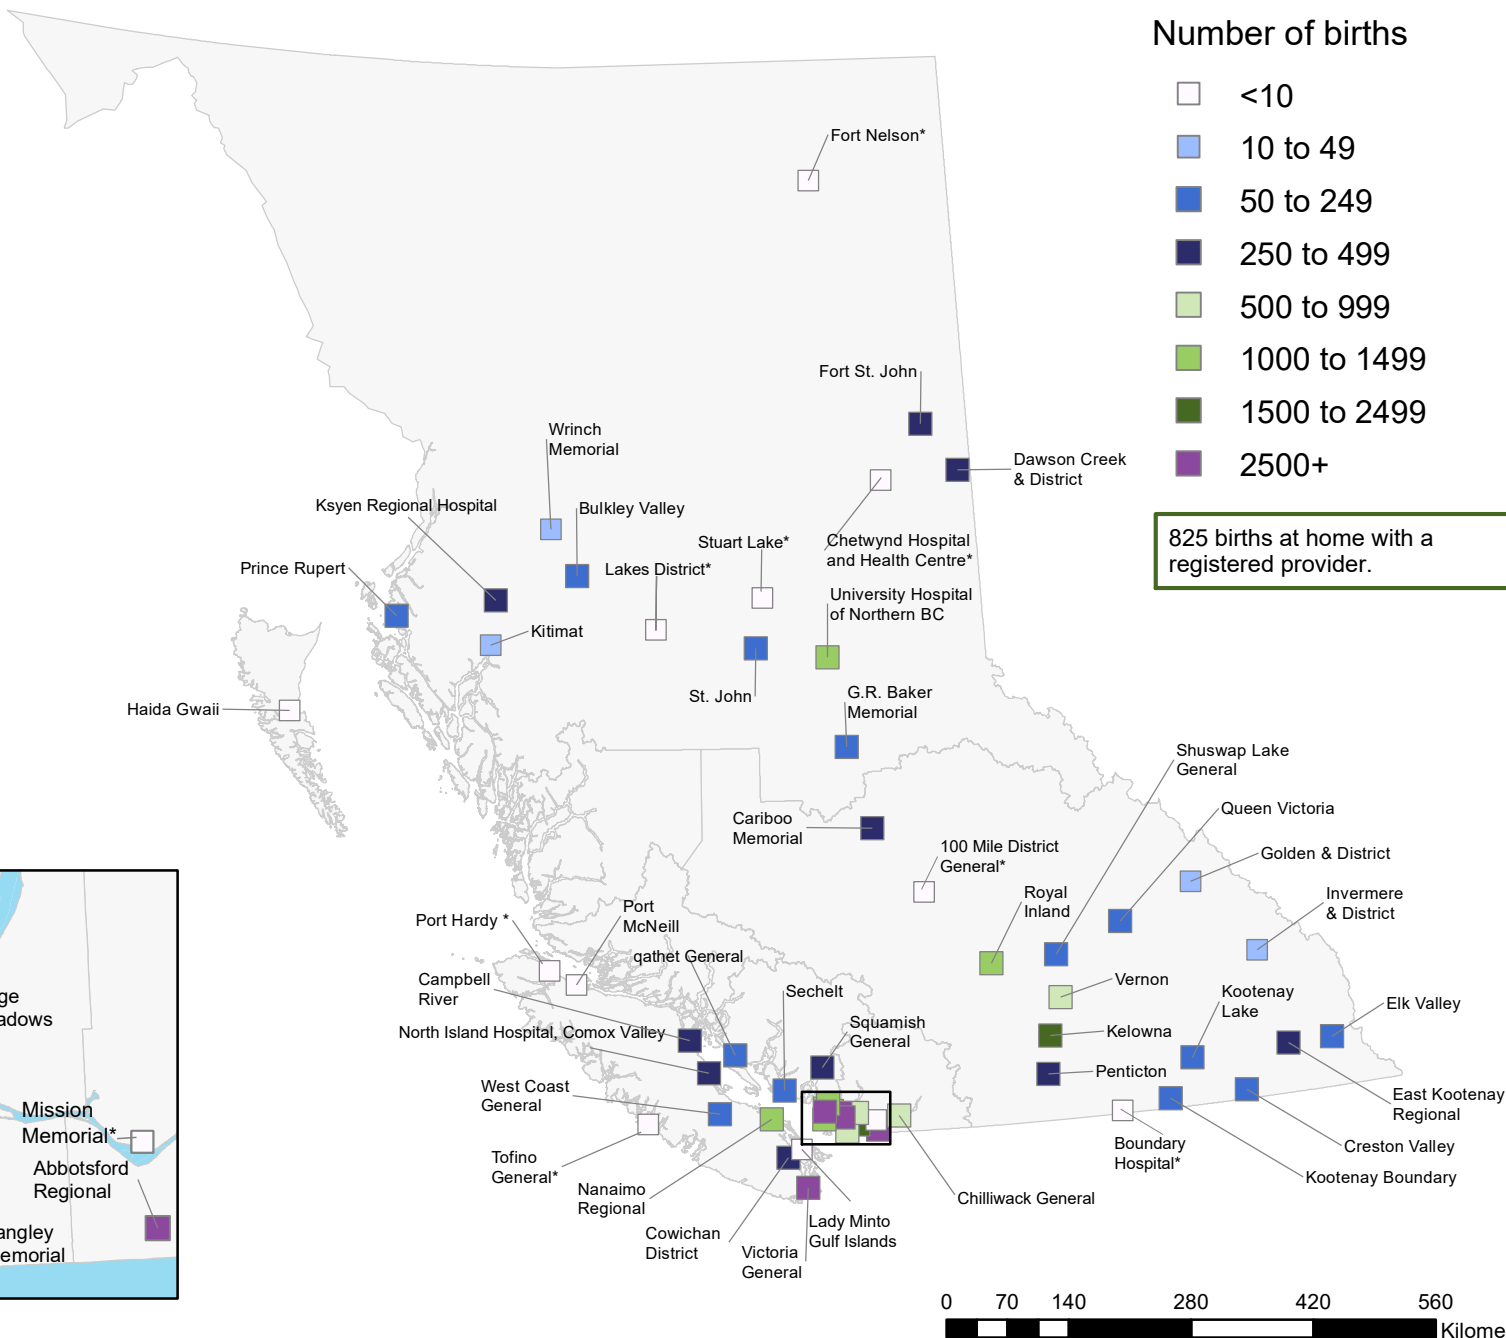 Number of births
<10
10 to 49
50 to 249
250 to 499
500 to 999
1000 to 1499
1500 to 2499
2500+
825 births at home with a
registered provider.
Fort Nelson*
Fort St. John
Dawson Creek
& District
Wrinch
Memorial
Ksyen Regional Hospital
Bulkley Valley
Stuart Lake*
Chetwynd Hospital
and Health Centre*
Prince Rupert
Lakes District*
University Hospital
of Northern BC
Kitimat
St. John
G.R. Baker
Memorial
Haida Gwaii
Shuswap Lake
General
Queen Victoria
Cariboo
Memorial
100 Mile District
General*
Golden & District
Royal
Inland
Invermere
& District
Port Hardy *
Port
McNeill
qathet General
Campbell
River
Sechelt
Vernon
Kootenay
Lake
Elk Valley
North Island Hospital, Comox Valley
Squamish
General
Kelowna
Penticton
West Coast
General
East Kootenay
Regional
Boundary
Hospital*
Creston Valley
Kootenay Boundary
Tofino
General*
Nanaimo
Regional
Chilliwack General
Cowichan
District
Lady Minto
Gulf Islands
Victoria
General
ge
adows
Mission
Memorial*
Abbotsford
Regional
angley
emorial
0 70 140 280 420 560
Kilome